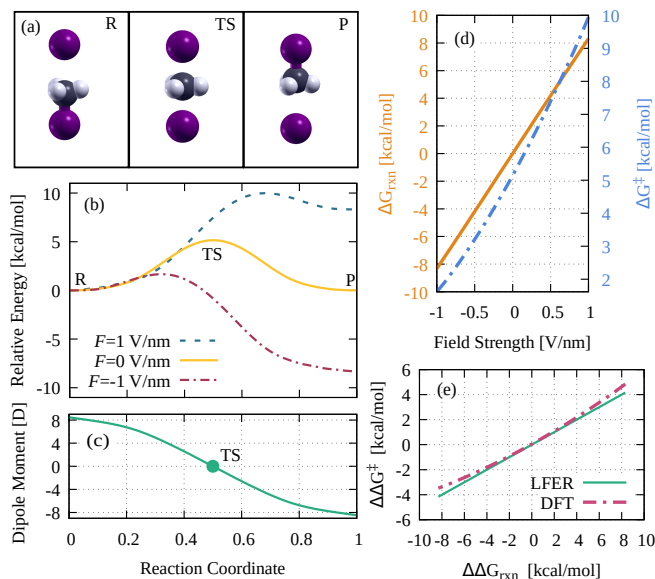 (a) R TS P
(b)
Relative Energy [kcal/mol]
10
5
0
-5
-10
R TS P
F=1 V/nm
F=0 V/nm
F=-1 V/nm
(c)
Dipole Moment [D]
8
4
0
-4
-8
TS
0 0.2 0.4 0.6 0.8 1
Reaction Coordinate
(d)
ΔG_rxn [kcal/mol]
10
8
6
4
2
0
-2
-4
-6
-8
-10
ΔG‡ [kcal/mol]
10
9
8
7
6
5
4
3
2
-1 -0.5 0 0.5 1
Field Strength [V/nm]
(e)
ΔΔG‡ [kcal/mol]
6
4
2
0
-2
-4
-6
LFER
DFT
-10 -8 -6 -4 -2 0 2 4 6 8 10
ΔΔG_rxn [kcal/mol]